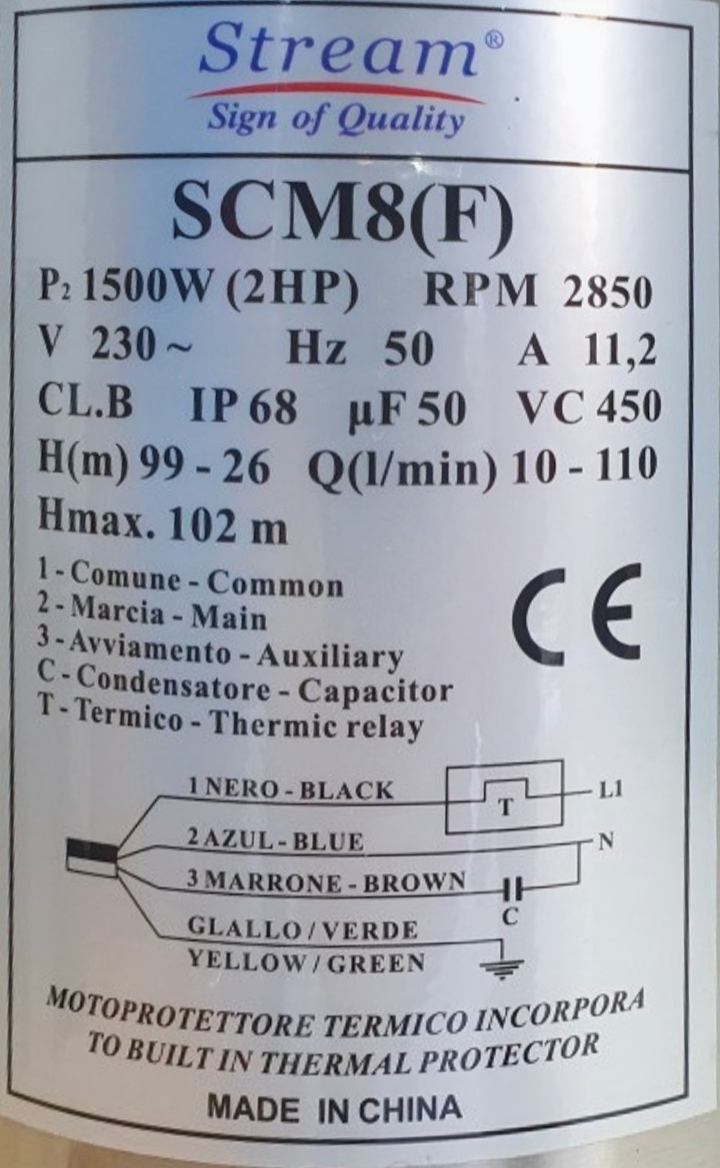 Stream®
Sign of Quality
SCM8(F)
P₂ 1500W (2HP) RPM 2850
V 230 ~ Hz 50 A 11,2
CL.B IP 68 µF 50 VC 450
H(m) 99 - 26 Q(l/min) 10 - 110
Hmax. 102 m
1 - Comune - Common
2 - Marcia - Main
3 - Avviamento - Auxiliary
C - Condensatore - Capacitor
T - Termico - Thermic relay
CE
1 NERO - BLACK T L1
2 AZUL - BLUE N
3 MARRONE - BROWN C
GLALLO / VERDE
YELLOW / GREEN
MOTOPROTETTORE TERMICO INCORPORA
TO BUILT IN THERMAL PROTECTOR
MADE IN CHINA